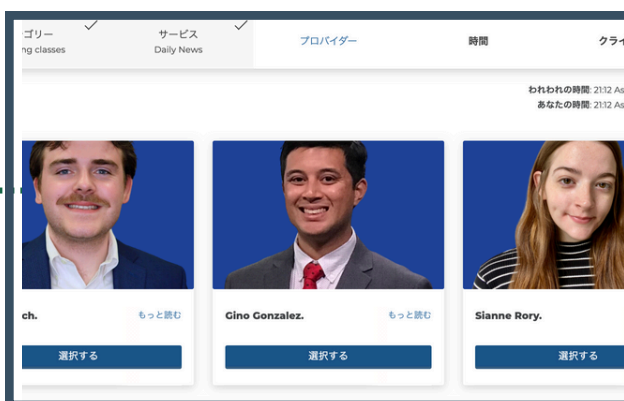 ゴリー
ng classes
サービス
Daily News
プロバイダー
時間
クライ
われわれの時間: 21:12 As
あなたの時間: 21:12 As
ch.
もっと読む
Gino Gonzalez.
もっと読む
Sianne Rory.
選択する
選択する
選択する